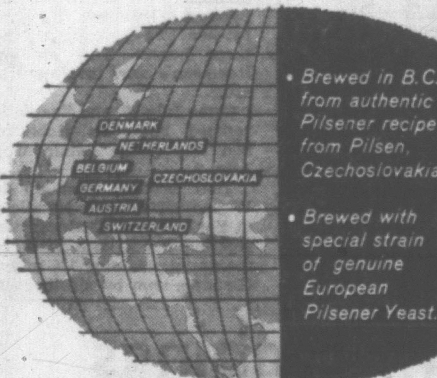 DENMARK
NETHERLANDS
BELGIUM
CZECHOSLOVAKIA
GERMANY
AUSTRIA
SWITZERLAND
• Brewed in B.C.
from authentic
Pilsener recipe
from Pilsen,
Czechoslovakia
• Brewed with
special strain
of genuine
European
Pilsener Yeast.